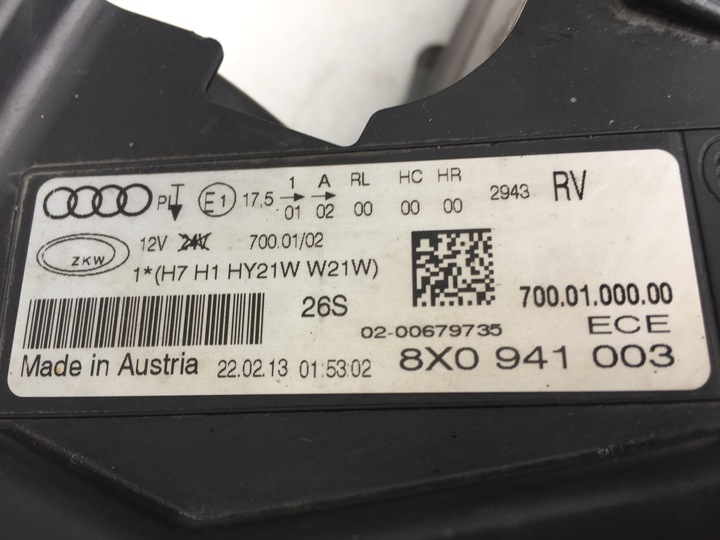 PI E1 17,5 1 A RL HC HR 2943 RV
01 02 00 00 00
ZKW 12V 24V 700.01/02
1*(H7 H1 HY21W W21W)
26S 700.01.000.00
02-00679735 ECE
Made in Austria 22.02.13 01:53:02 8X0 941 003